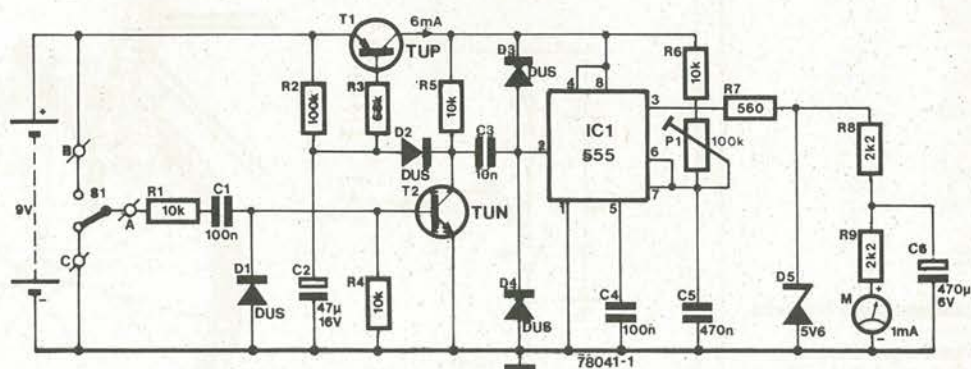 T1
6mA
TUP
D3
DUS
R2
100k
R3
68k
R5
10k
R6
10k
R7
560
4
8
3
IC1
555
2
6
7
1
5
P1
100k
R8
2k2
B
S1
9V
+
-
C
A
R1
10k
C1
100n
D2
DUS
C3
10n
T2
TUN
D1
DUS
C2
47µ
16V
R4
10k
D4
DUS
C4
100n
C5
470n
D5
5V6
R9
2k2
C6
470µ
6V
M
+
-
1mA
78041-1